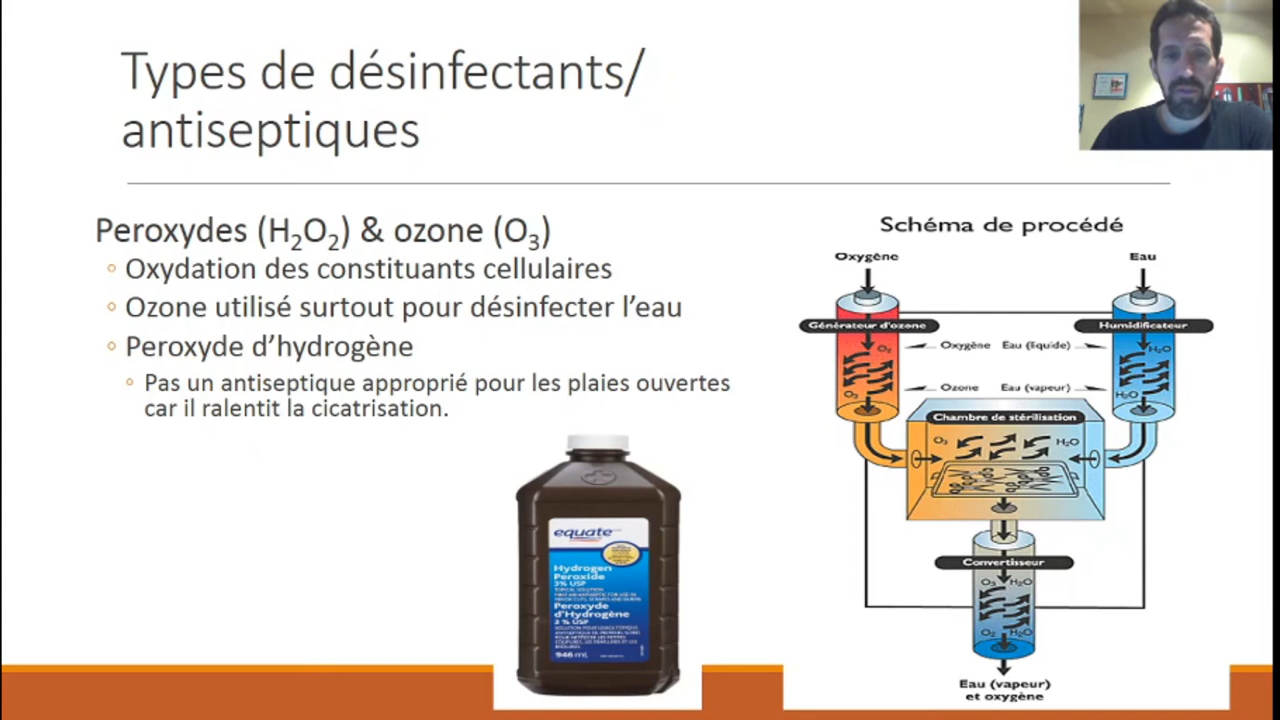 Types de désinfectants/
antiseptiques
Peroxydes (H₂O₂) & ozone (O₃)
◦ Oxydation des constituants cellulaires
◦ Ozone utilisé surtout pour désinfecter l’eau
◦ Peroxyde d’hydrogène
◦ Pas un antiseptique approprié pour les plaies ouvertes
car il ralentit la cicatrisation.
equate
Hydrogen
Peroxide
3% USP
TOPICAL SOLUTION
Peroxyde
d'Hydrogène
3 % USP
946 mL
Schéma de procédé
Oxygène
Eau
Générateur d'ozone
Humidificateur
O₂
Oxygène
Eau (liquide)
H₂O
Ozone
Eau (vapeur)
O₃
H₂O
Chambre de stérilisation
O₃
H₂O
Convertisseur
O₃
H₂O
O₂
H₂O
Eau (vapeur)
et oxygène